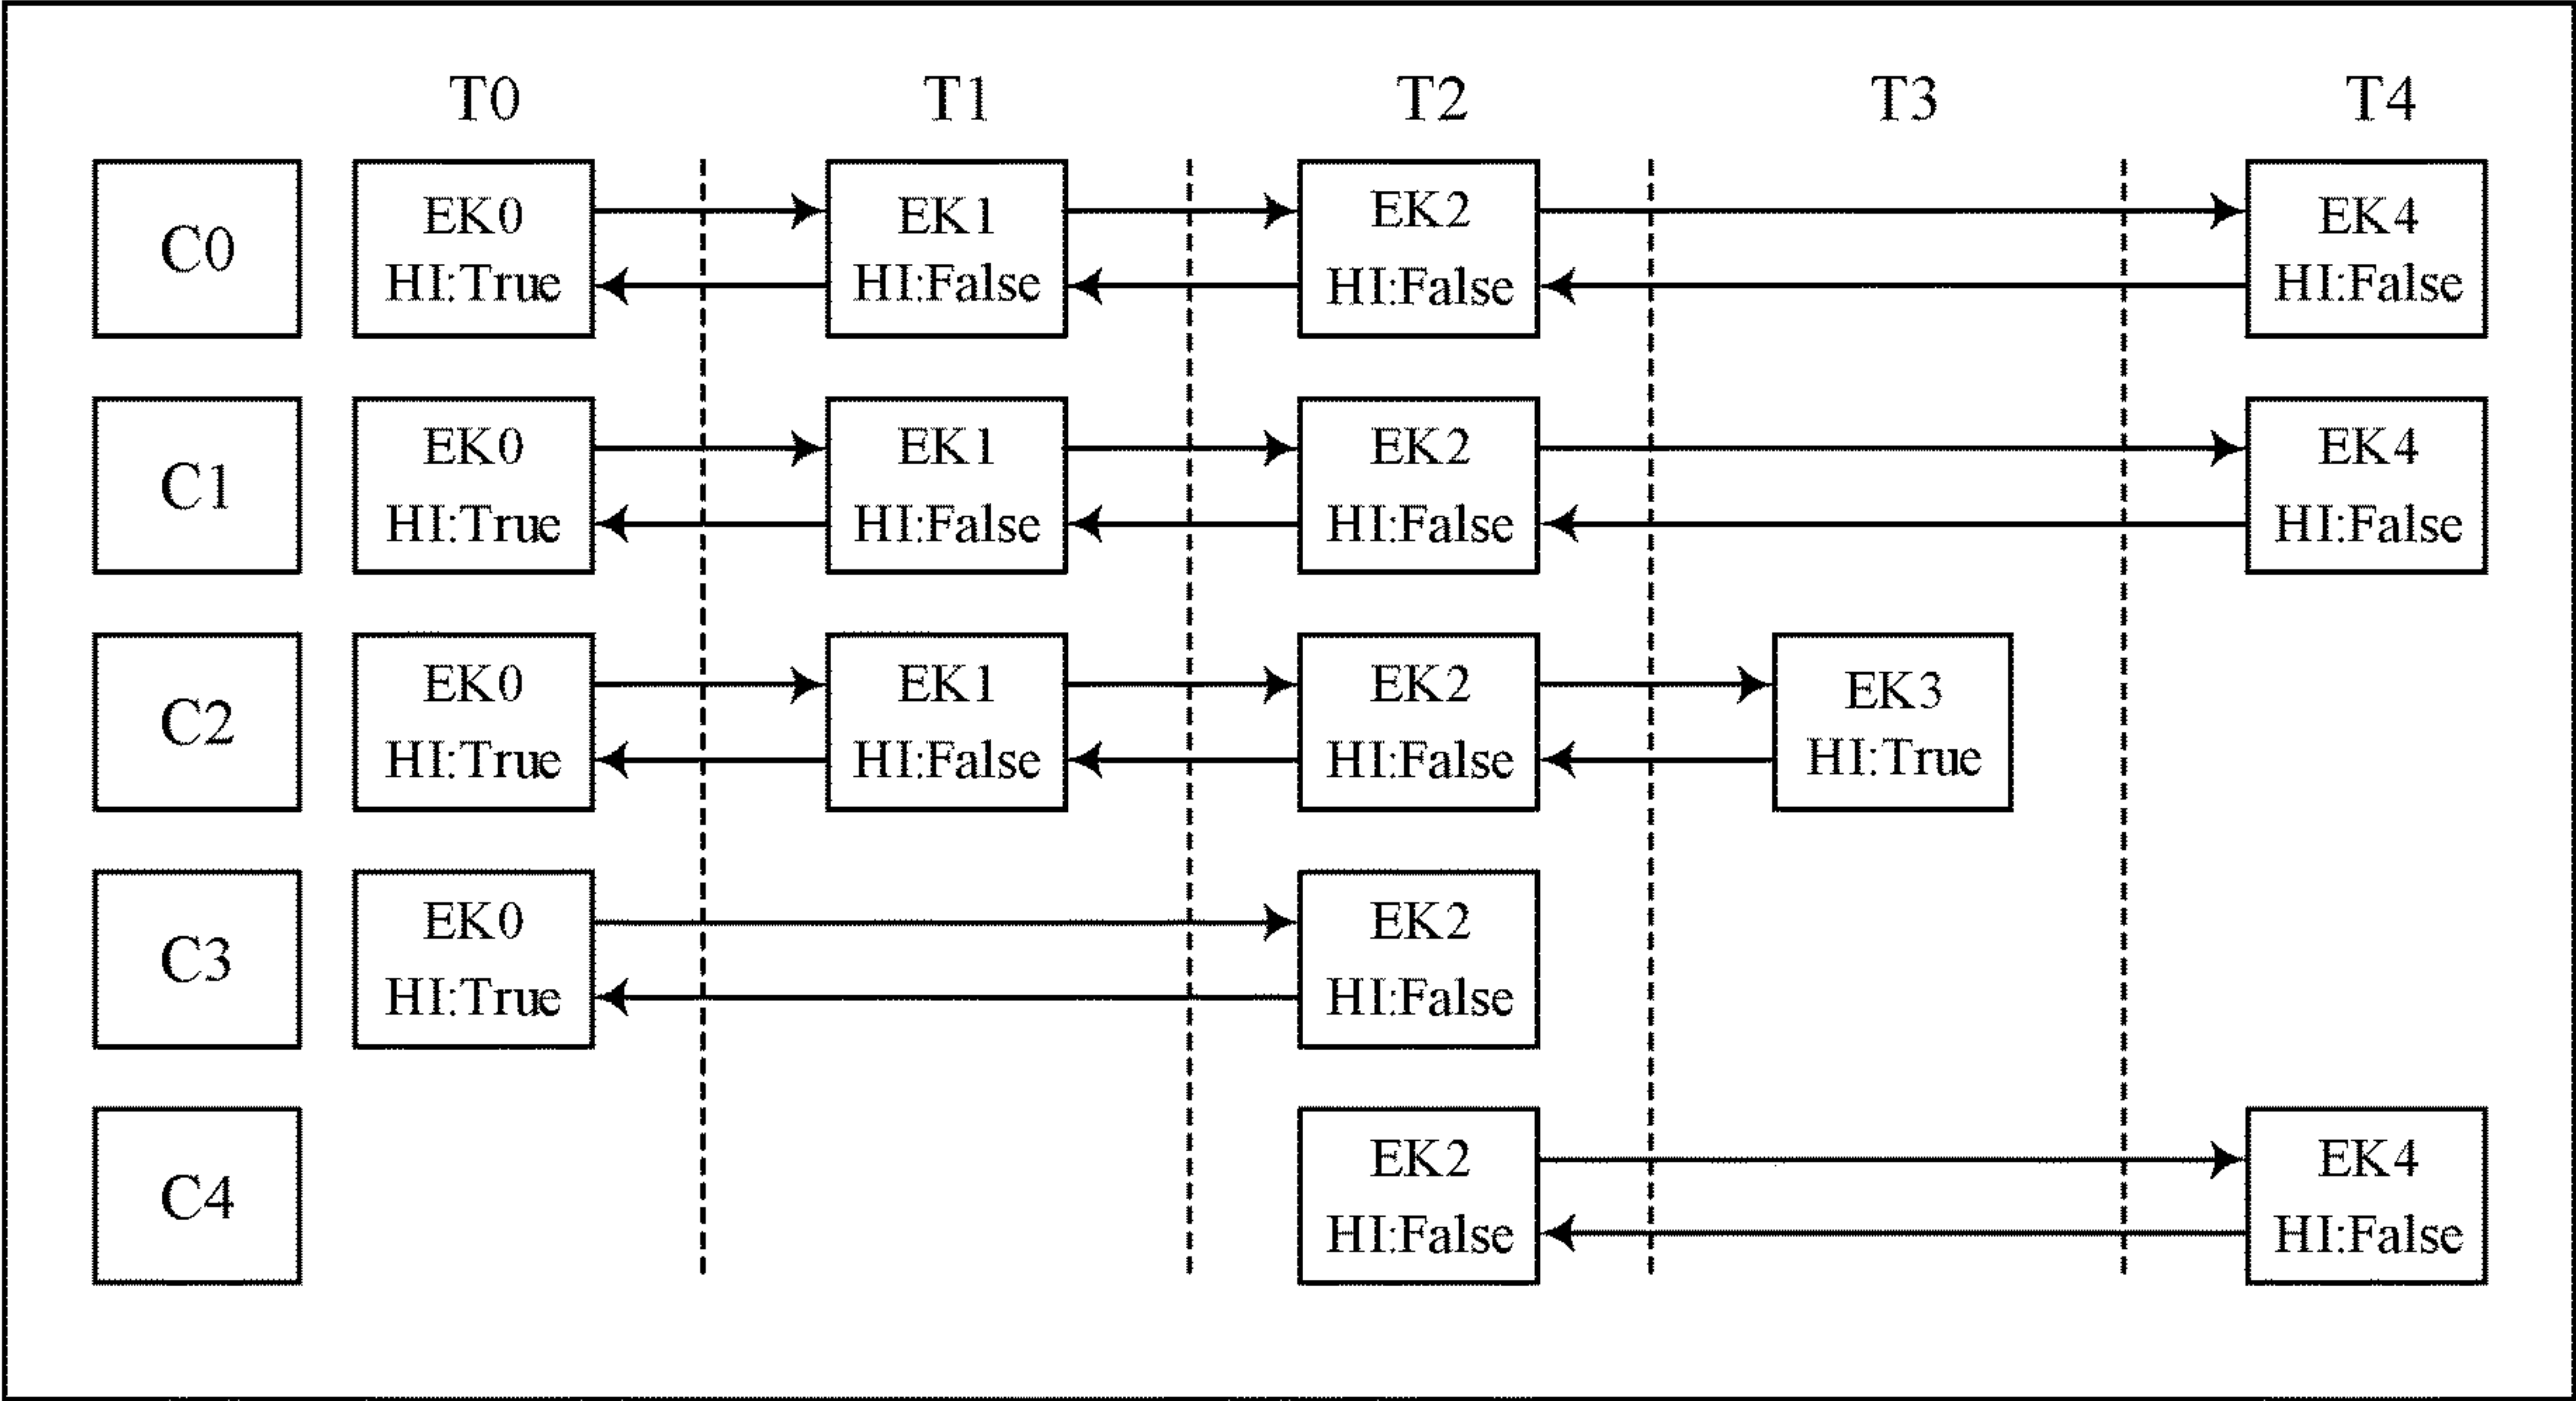 T0 T1 T2 T3 T4
C0
EK0
HI:True
EK1
HI:False
EK2
HI:False
EK4
HI:False
C1
EK0
HI:True
EK1
HI:False
EK2
HI:False
EK4
HI:False
C2
EK0
HI:True
EK1
HI:False
EK2
HI:False
EK3
HI:True
C3
EK0
HI:True
EK2
HI:False
C4
EK2
HI:False
EK4
HI:False